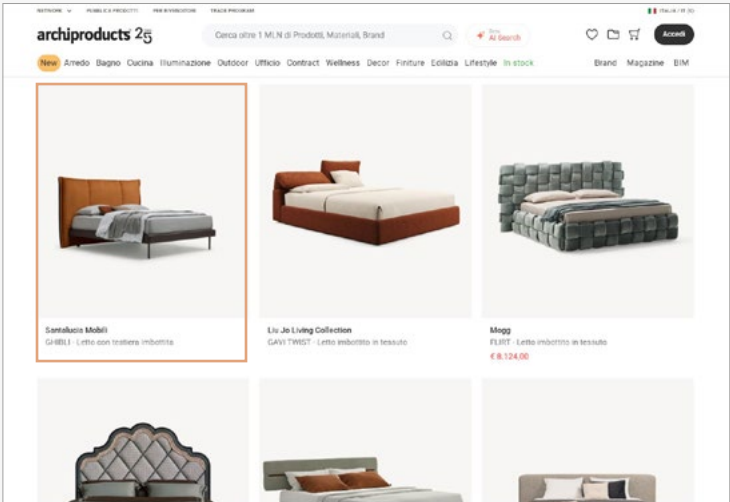 NETWORK PUBBLICA PRODOTTI PER RIVENDITORI TRADE PROGRAM ITALIA / IT (€)
archiproducts 25 Cerca oltre 1 MLN di Prodotti, Materiali, Brand AI Search Accedi
New Arredo Bagno Cucina Illuminazione Outdoor Ufficio Contract Wellness Decor Finiture Edilizia Lifestyle In stock Brand Magazine BIM
Santalucia Mobili
GHIBLI - Letto con testiera imbottita
Liu Jo Living Collection
GAVI TWIST - Letto imbottito in tessuto
Mogg
FLIRT - Letto imbottito in tessuto
€ 8.124,00